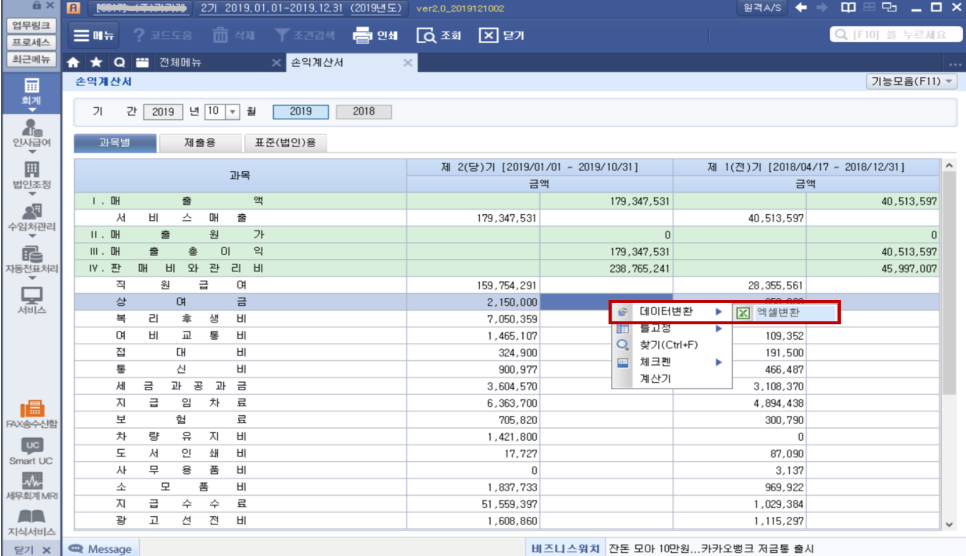 2기 2019.01.01-2019.12.31 (2019년도) ver2.0_2019121002 원격A/S
업무링크
프로세스
최근메뉴
메뉴 코드도움 삭제 조건검색 인쇄 조회 닫기 [F10] 을 누르세요
전체메뉴 손익계산서
손익계산서 기능모음(F11)
회계
인사급여
법인조정
수임처관리
자동전표처리
서비스
FAX송수신함
UC
Smart UC
세무회계 MRI
지식서비스
닫기
기 간 2019 년 10 월 2019 2018
과목별 제출용 표준(법인)용
과목 제 2(당)기 [2019/01/01 ~ 2019/10/31] 제 1(전)기 [2018/04/17 ~ 2018/12/31]
금액 금액
Ⅰ. 매 출 액 179,347,531 40,513,597
서 비 스 매 출 179,347,531 40,513,597
Ⅱ. 매 출 원 가 0 0
Ⅲ. 매 출 총 이 익 179,347,531 40,513,597
Ⅳ. 판 매 비 와 관 리 비 238,765,241 45,997,007
직 원 급 여 159,754,291 28,355,561
상 여 금 2,150,000
복 리 후 생 비 7,050,359
여 비 교 통 비 1,465,107 109,352
접 대 비 324,900 191,500
통 신 비 900,977 466,487
세 금 과 공 과 금 3,604,570 3,108,370
지 급 임 차 료 6,363,700 4,894,438
보 험 료 705,820 300,790
차 량 유 지 비 1,421,800 0
도 서 인 쇄 비 17,727 87,090
사 무 용 품 비 0 3,137
소 모 품 비 1,837,733 969,922
지 급 수 수 료 51,559,397 1,029,384
광 고 선 전 비 1,608,860 1,115,297
데이터변환 엑셀변환
틀고정
찾기(Ctrl+F)
체크펜
계산기
Message 비즈니스워치 잔돈 모아 10만원...카카오뱅크 저금통 출시